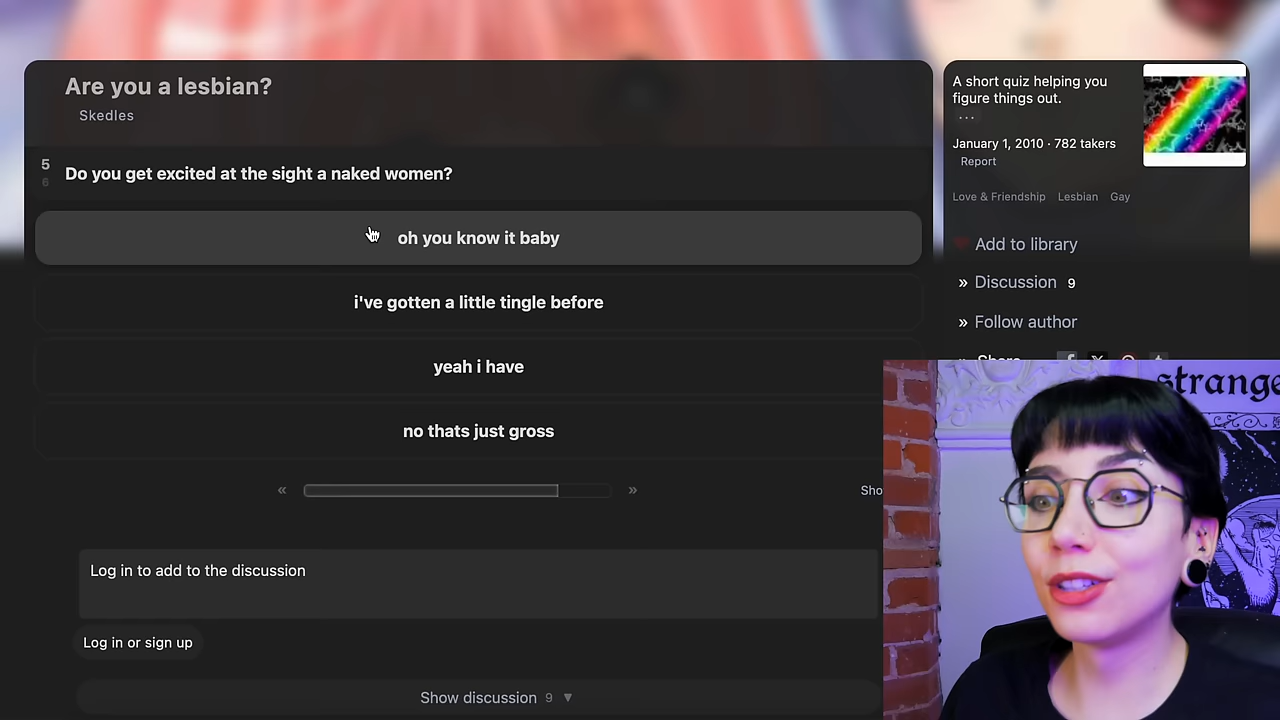 Are you a lesbian?
Skedles
5
6
Do you get excited at the sight a naked women?
oh you know it baby
i've gotten a little tingle before
yeah i have
no thats just gross
«
»
Sho
Log in to add to the discussion
Log in or sign up
Show discussion 9 ▼
A short quiz helping you
figure things out.
...
January 1, 2010 · 782 takers
Report
Love & Friendship Lesbian Gay
Add to library
» Discussion 9
» Follow author
» Share
strange